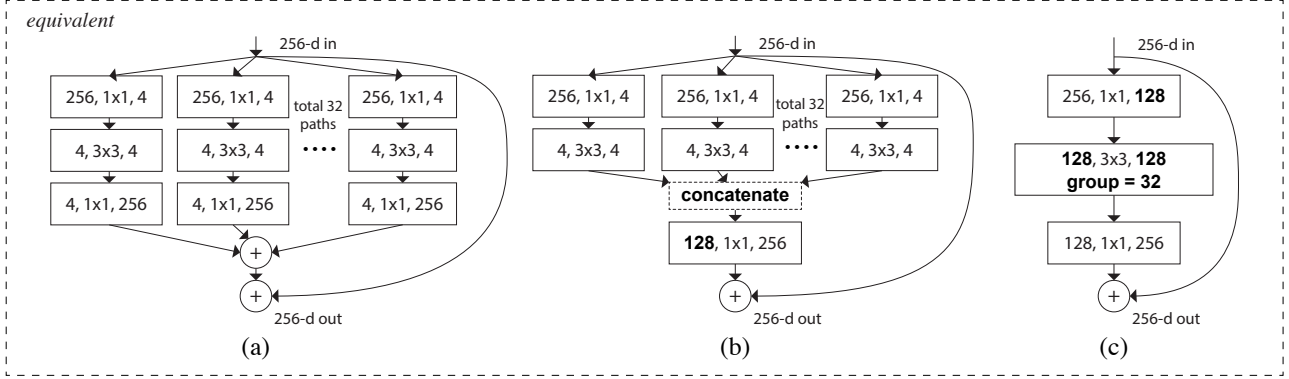 equivalent
256-d in
256, 1x1, 4
256, 1x1, 4
256, 1x1, 4
total 32
paths
4, 3x3, 4
4, 3x3, 4
....
4, 3x3, 4
4, 1x1, 256
4, 1x1, 256
4, 1x1, 256
+
+
256-d out
(a)
256-d in
256, 1x1, 4
256, 1x1, 4
256, 1x1, 4
total 32
paths
4, 3x3, 4
4, 3x3, 4
....
4, 3x3, 4
concatenate
128, 1x1, 256
+
256-d out
(b)
256-d in
256, 1x1, 128
128, 3x3, 128
group = 32
128, 1x1, 256
+
256-d out
(c)